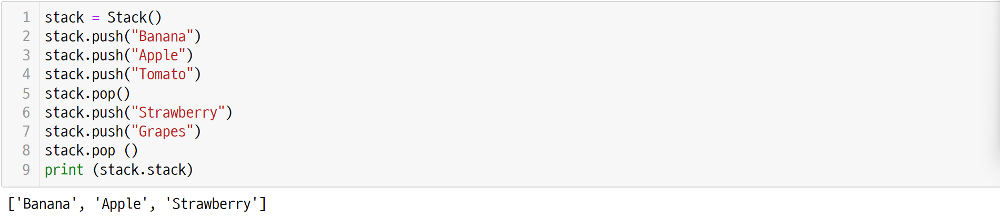 1 stack = Stack()
2 stack.push("Banana")
3 stack.push("Apple")
4 stack.push("Tomato")
5 stack.pop()
6 stack.push("Strawberry")
7 stack.push("Grapes")
8 stack.pop ()
9 print (stack.stack)
['Banana', 'Apple', 'Strawberry']